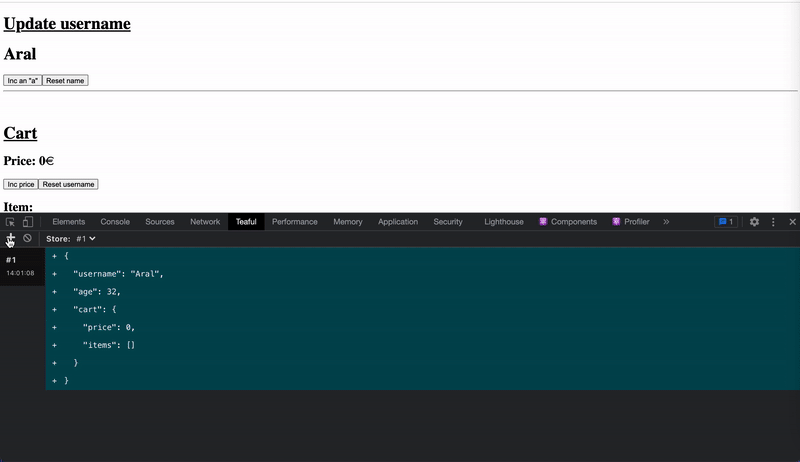 Update username
Aral
Inc an "a" Reset name
Cart
Price: 0€
Inc price Reset username
Item:
Elements Console Sources Network Teaful Performance Memory Application Security Lighthouse Components Profiler » 1
Store: #1
#1
14:01:08
+ {
+ "username": "Aral",
+ "age": 32,
+ "cart": {
+ "price": 0,
+ "items": []
+ }
+ }